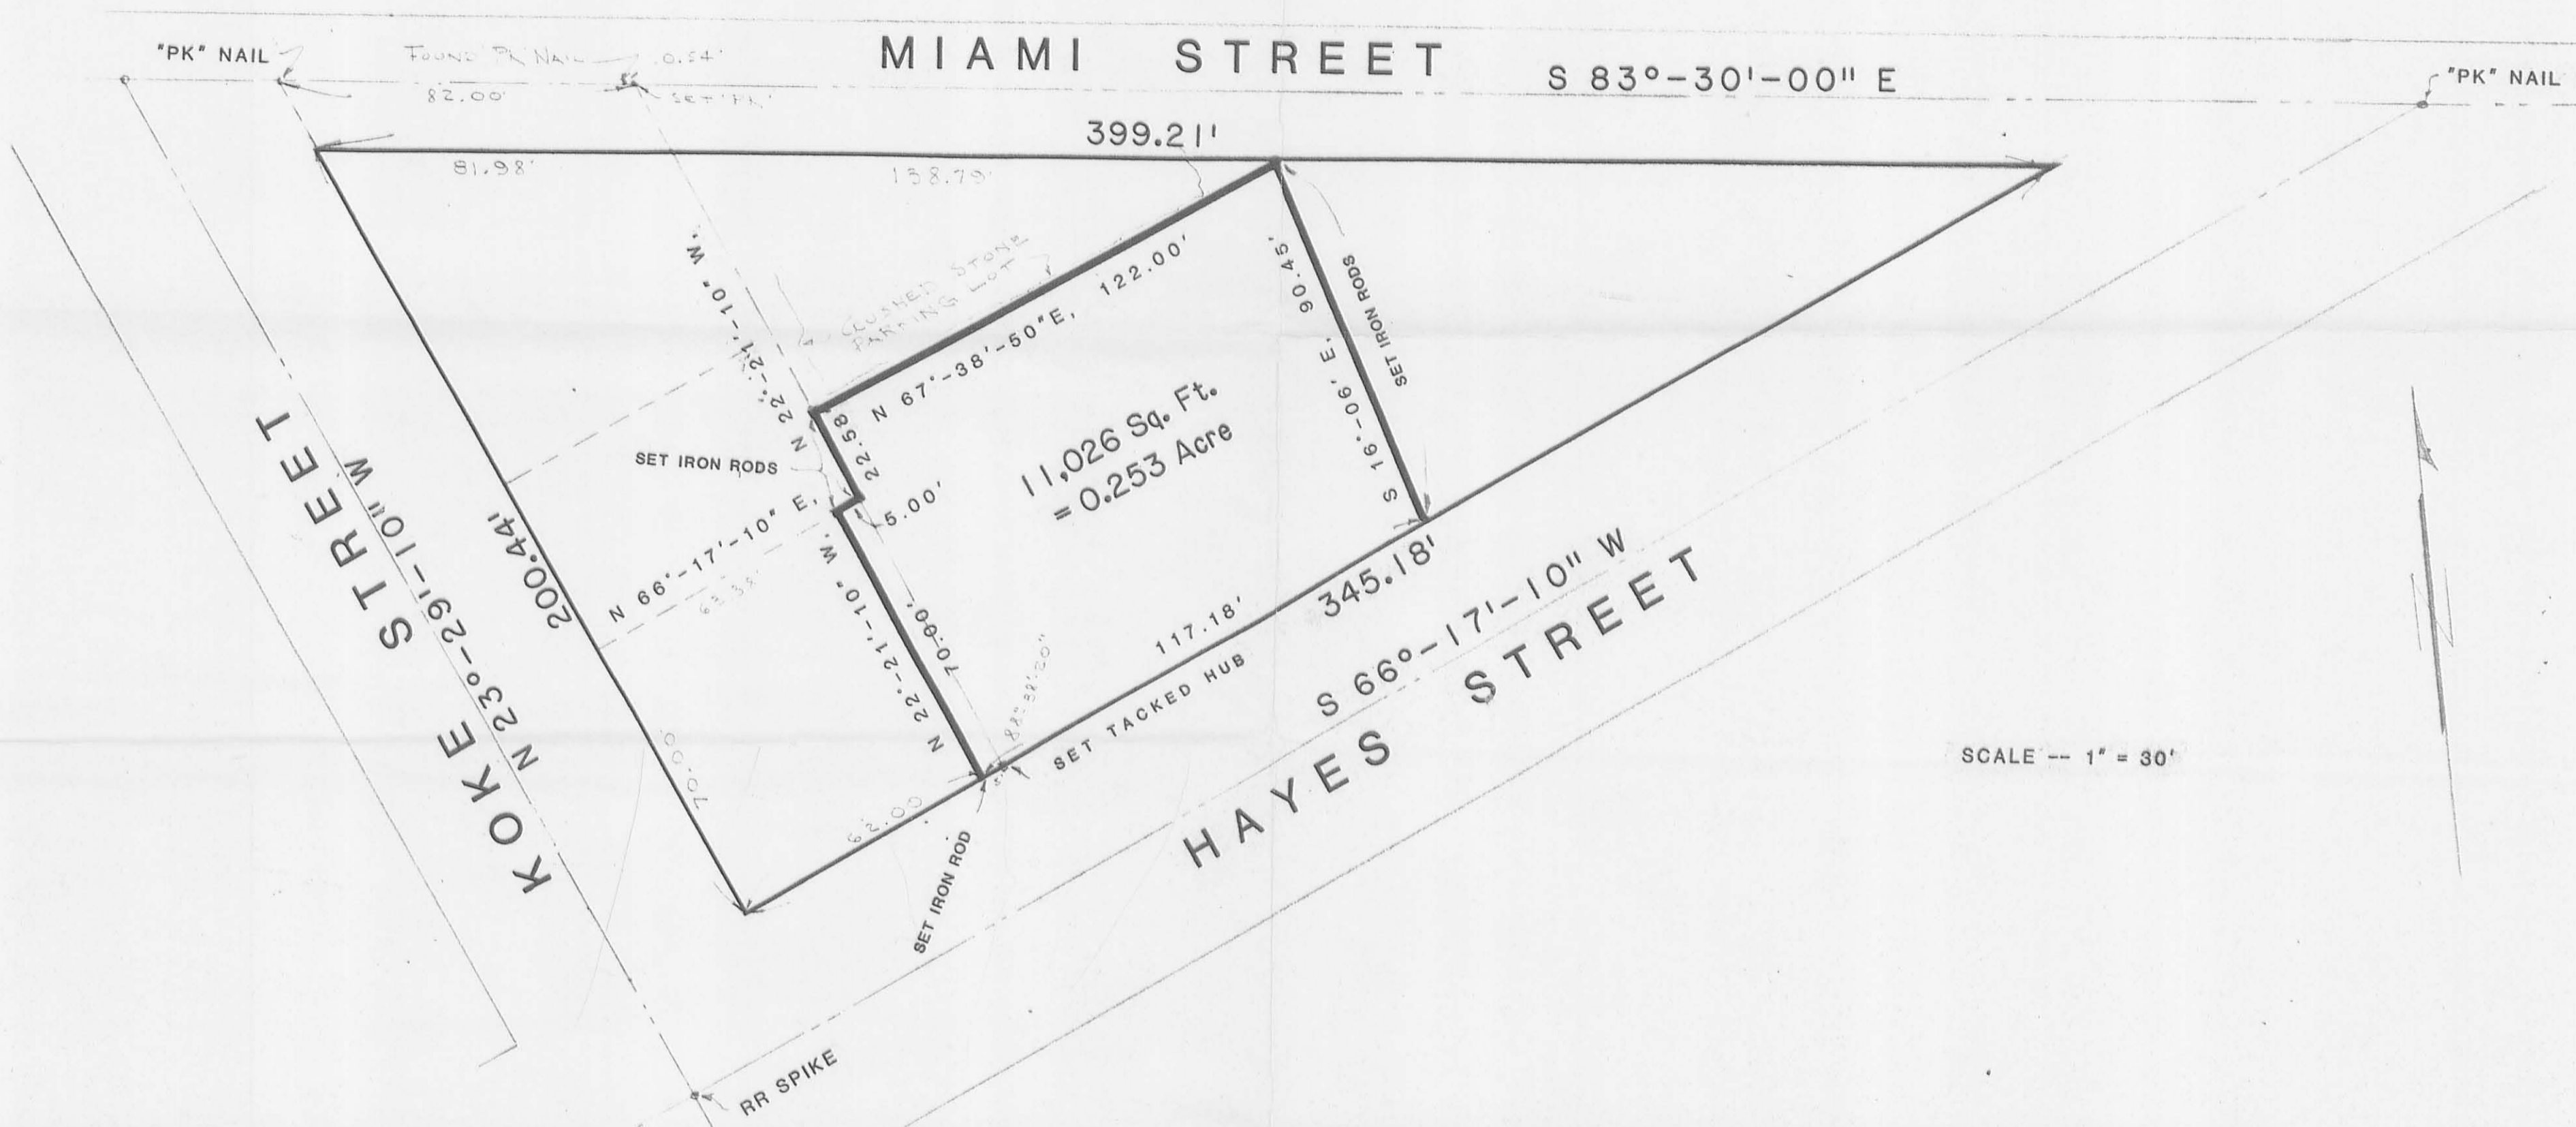 "PK" NAIL
FOUND PK NAIL
0.54'
MIAMI STREET
S 83°-30'-00" E
"PK" NAIL
82.00'
SET "PK"
399.21'
81.98'
138.79'
N 22°-21'-10" W.
CRUSHED STONE
PARKING LOT
122.00'
N 67°-38'-50"E,
S 16°-06' E, 90.45'
SET IRON RODS
22.58'
11,026 Sq. Ft.
= 0.253 Acre
SET IRON RODS
5.00'
N 66°-17'-10" E,
KOKE STREET
N 23°-29'-10" W
200.44'
N 22°-21'-10" W.
70.00'
117.18'
345.18'
SET TACKED HUB
S 66°-17'-10" W
HAYES STREET
70.00
62.00
SET IRON ROD
SCALE -- 1" = 30'
RR SPIKE